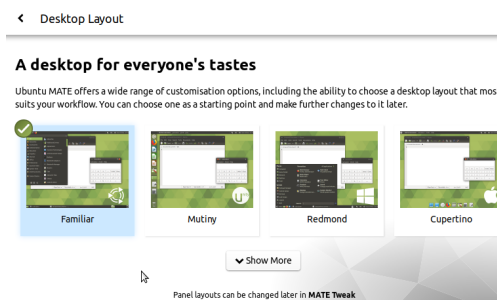 Desktop Layout
A desktop for everyone's tastes
Ubuntu MATE offers a wide range of customisation options, including the ability to choose a desktop layout that mos
suits your workflow. You can choose one as a starting point and make further changes to it later.
Familiar
Mutiny
Redmond
Cupertino
Show More
Panel layouts can be changed later in MATE Tweak